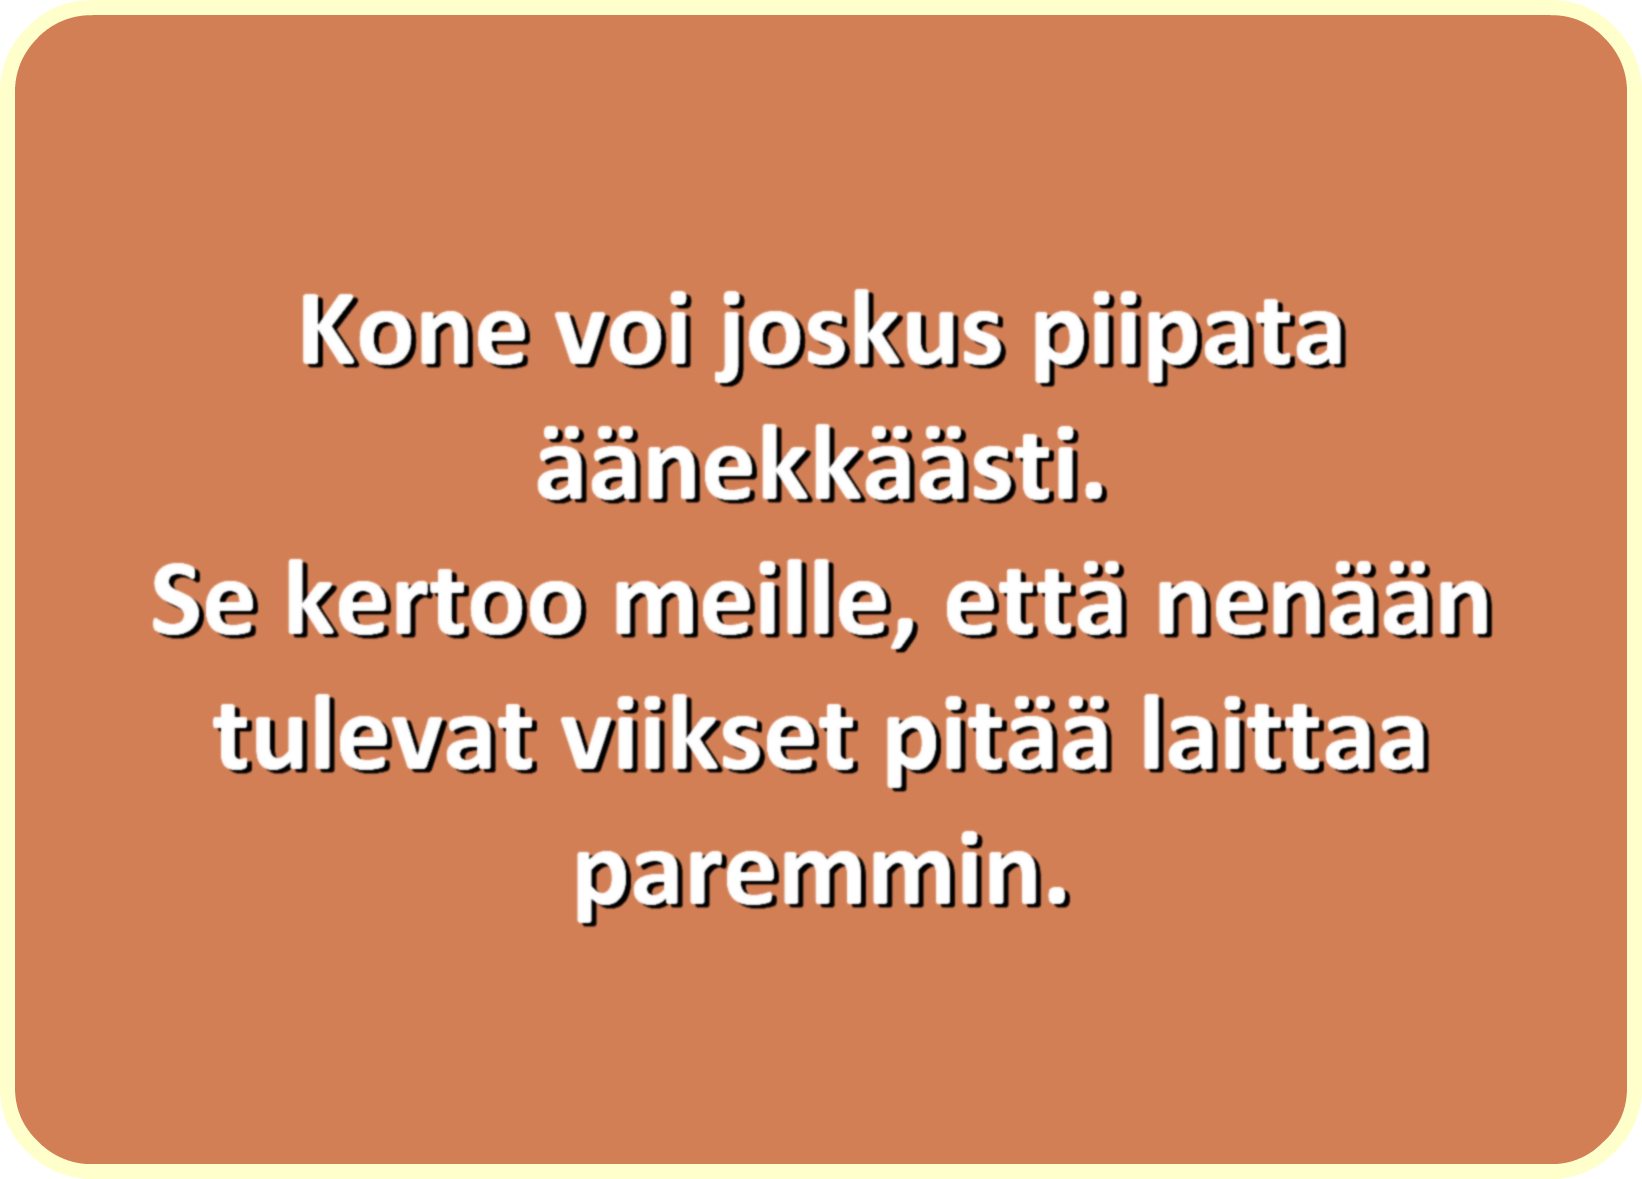 Kone voi joskus piipata
äänekkäästi.
Se kertoo meille, että nenään
tulevat viikset pitää laittaa
paremmin.